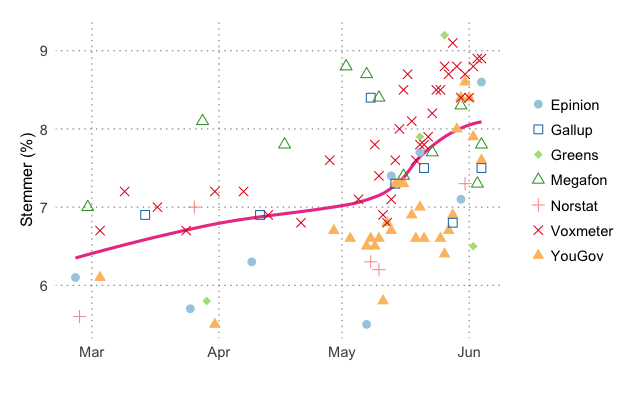 Stemmer (%)
9
8
7
6
Mar
Apr
May
Jun
Epinion
Gallup
Greens
Megafon
Norstat
Voxmeter
YouGov